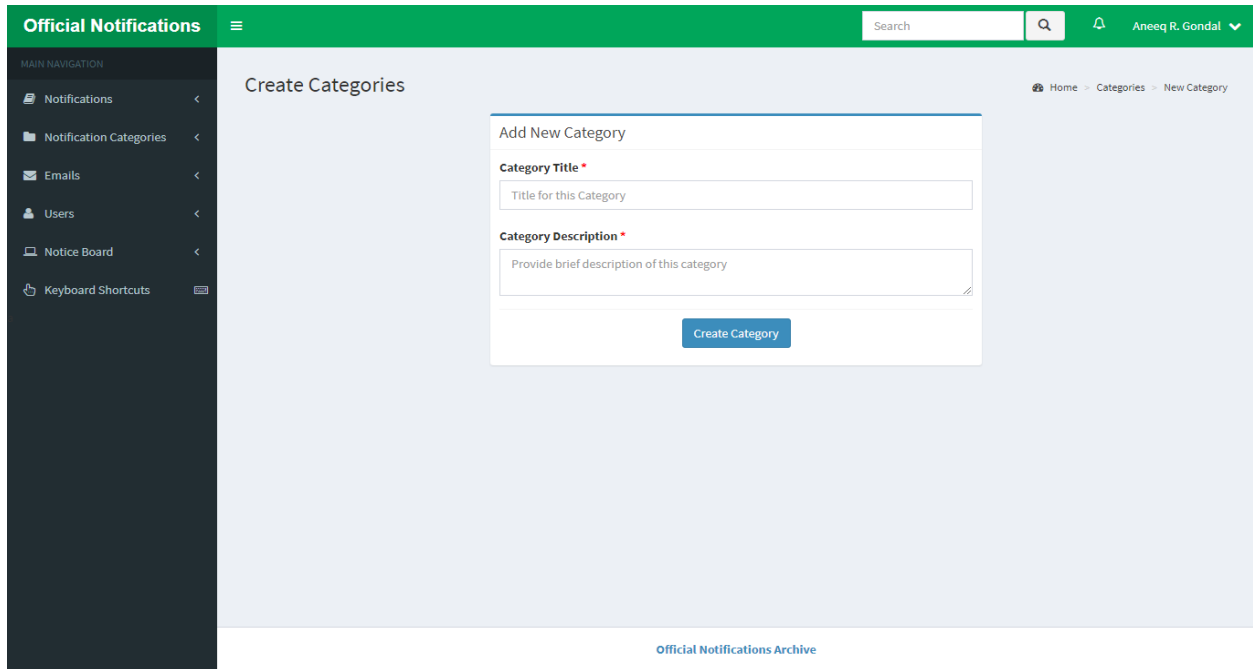 Official Notifications
Search
Aneeq R. Gondal
MAIN NAVIGATION
Notifications
Notification Categories
Emails
Users
Notice Board
Keyboard Shortcuts
Create Categories
Home > Categories > New Category
Add New Category
Category Title *
Title for this Category
Category Description *
Provide brief description of this category
Create Category
Official Notifications Archive